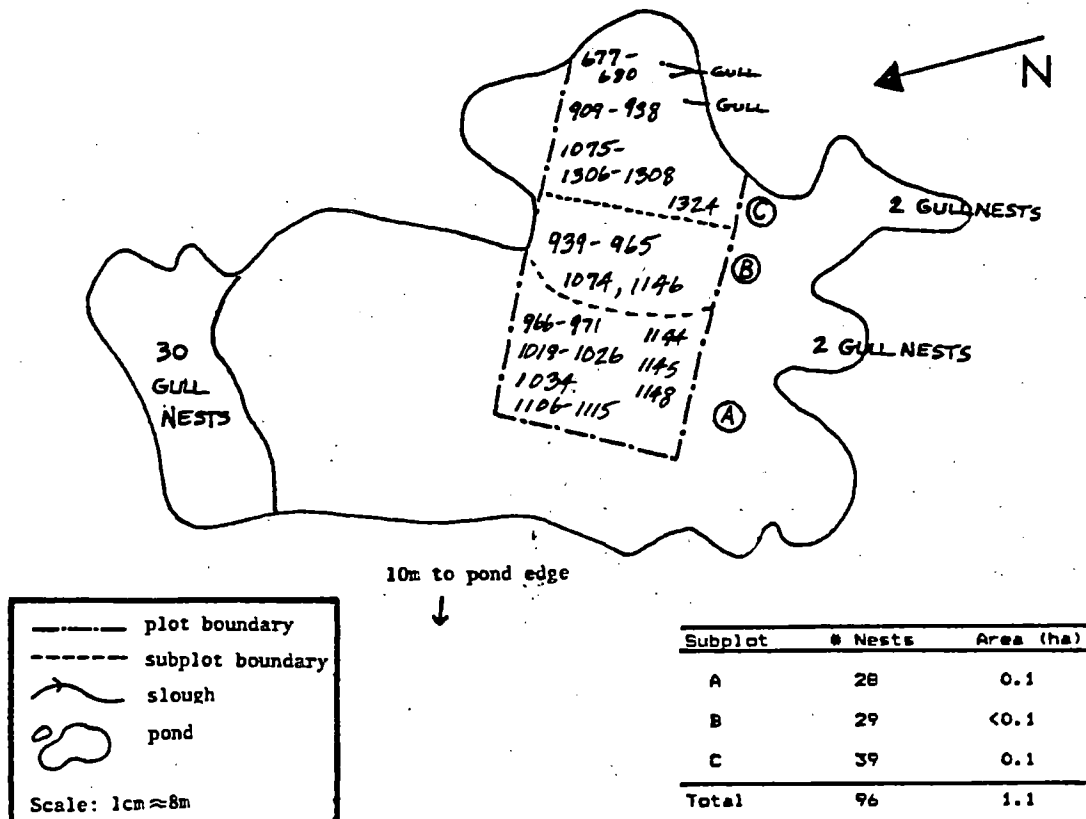 677-
680
GULL
909-938
GULL
1075-
1306-1308
1324
N
C
2 GULL NESTS
939-965
B
1074, 1146
966-971 1144
1019-1026 1145
1034. 1148
1106-1115
2 GULL NESTS
A
30
GULL
NESTS
10m to pond edge
plot boundary
subplot boundary
slough
pond
Scale: 1cm≈8m
Subplot # Nests Area (ha)
A 28 0.1
B 29 <0.1
C 39 0.1
Total 96 1.1